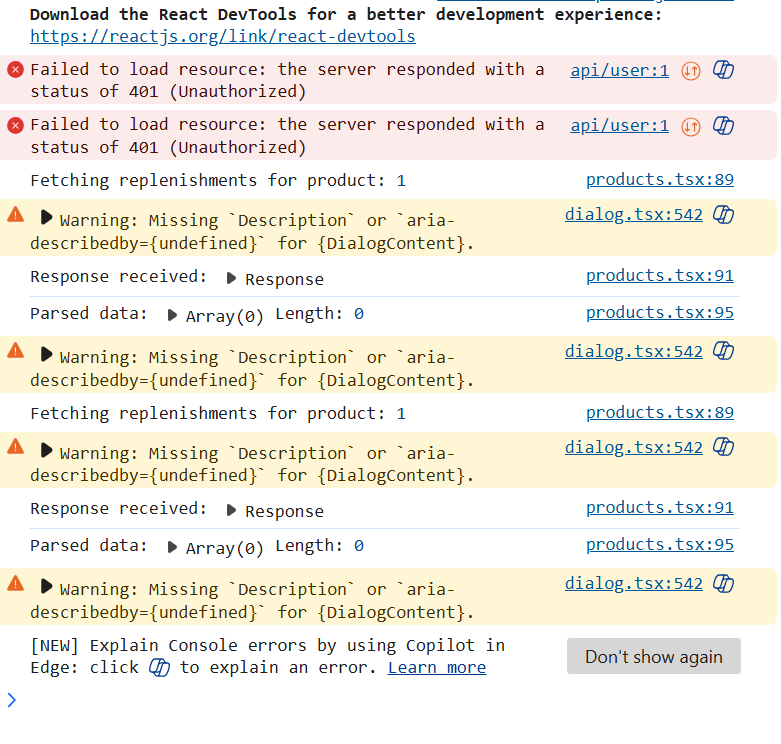 Download the React DevTools for a better development experience:
https://reactjs.org/link/react-devtools
Failed to load resource: the server responded with a api/user:1
status of 401 (Unauthorized)
Failed to load resource: the server responded with a api/user:1
status of 401 (Unauthorized)
Fetching replenishments for product: 1 products.tsx:89
Warning: Missing `Description` or `aria- dialog.tsx:542
describedby={undefined}` for {DialogContent}.
Response received: Response products.tsx:91
Parsed data: Array(0) Length: 0 products.tsx:95
Warning: Missing `Description` or `aria- dialog.tsx:542
describedby={undefined}` for {DialogContent}.
Fetching replenishments for product: 1 products.tsx:89
Warning: Missing `Description` or `aria- dialog.tsx:542
describedby={undefined}` for {DialogContent}.
Response received: Response products.tsx:91
Parsed data: Array(0) Length: 0 products.tsx:95
Warning: Missing `Description` or `aria- dialog.tsx:542
describedby={undefined}` for {DialogContent}.
[NEW] Explain Console errors by using Copilot in
Edge: click to explain an error. Learn more
Don't show again